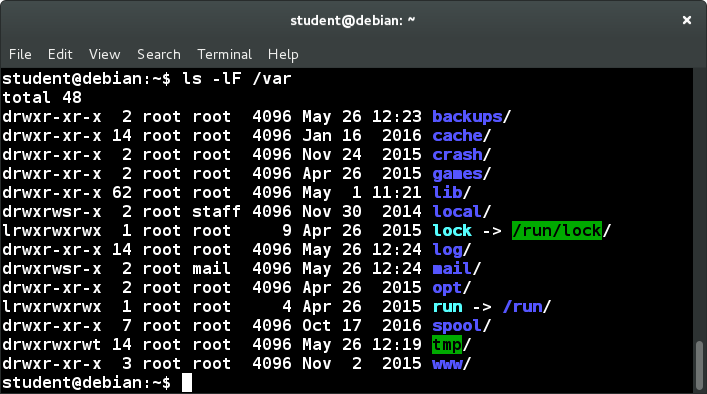 student@debian: ~
×
File Edit View Search Terminal Help
student@debian:~$ ls -lF /var
total 48
drwxr-xr-x  2 root root  4096 May 26 12:23 backups/
drwxr-xr-x 14 root root  4096 Jan 16  2016 cache/
drwxr-xr-x  2 root root  4096 Nov 24  2015 crash/
drwxr-xr-x  2 root root  4096 Apr 26  2015 games/
drwxr-xr-x 62 root root  4096 May  1 11:21 lib/
drwxrwsr-x  2 root staff 4096 Nov 30  2014 local/
lrwxrwxrwx  1 root root     9 Apr 26  2015 lock -> /run/lock/
drwxr-xr-x 14 root root  4096 May 26 12:24 log/
drwxrwsr-x  2 root mail  4096 May 26 12:24 mail/
drwxr-xr-x  2 root root  4096 Apr 26  2015 opt/
lrwxrwxrwx  1 root root     4 Apr 26  2015 run -> /run/
drwxr-xr-x  7 root root  4096 Oct 17  2016 spool/
drwxrwxrwt 14 root root  4096 May 26 12:19 tmp/
drwxr-xr-x  3 root root  4096 Nov  2  2015 www/
student@debian:~$